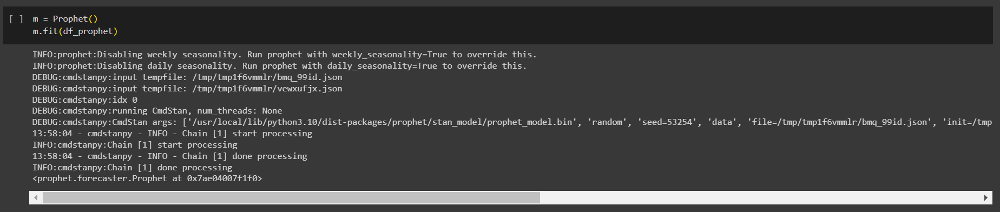 [ ] m = Prophet()
m.fit(df_prophet)
INFO:prophet:Disabling weekly seasonality. Run prophet with weekly_seasonality=True to override this.
INFO:prophet:Disabling daily seasonality. Run prophet with daily_seasonality=True to override this.
DEBUG:cmdstanpy:input tempfile: /tmp/tmp1f6vmmlr/bmq_99id.json
DEBUG:cmdstanpy:input tempfile: /tmp/tmp1f6vmmlr/vewxufjx.json
DEBUG:cmdstanpy:idx 0
DEBUG:cmdstanpy:running CmdStan, num_threads: None
DEBUG:cmdstanpy:CmdStan args: ['/usr/local/lib/python3.10/dist-packages/prophet/stan_model/prophet_model.bin', 'random', 'seed=53254', 'data', 'file=/tmp/tmp1f6vmmlr/bmq_99id.json', 'init=/tmp
13:58:04 - cmdstanpy - INFO - Chain [1] start processing
INFO:cmdstanpy:Chain [1] start processing
13:58:04 - cmdstanpy - INFO - Chain [1] done processing
INFO:cmdstanpy:Chain [1] done processing
<prophet.forecaster.Prophet at 0x7ae04007f1f0>